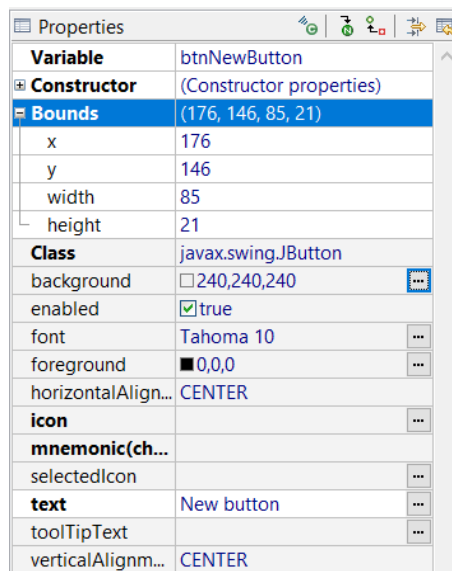 Properties
Variable btnNewButton
Constructor (Constructor properties)
Bounds (176, 146, 85, 21)
x 176
y 146
width 85
height 21
Class javax.swing.JButton
background 240,240,240 ...
enabled true
font Tahoma 10 ...
foreground 0,0,0 ...
horizontalAlign... CENTER
icon ...
mnemonic(ch...
selectedIcon ...
text New button ...
toolTipText ...
verticalAlignm... CENTER